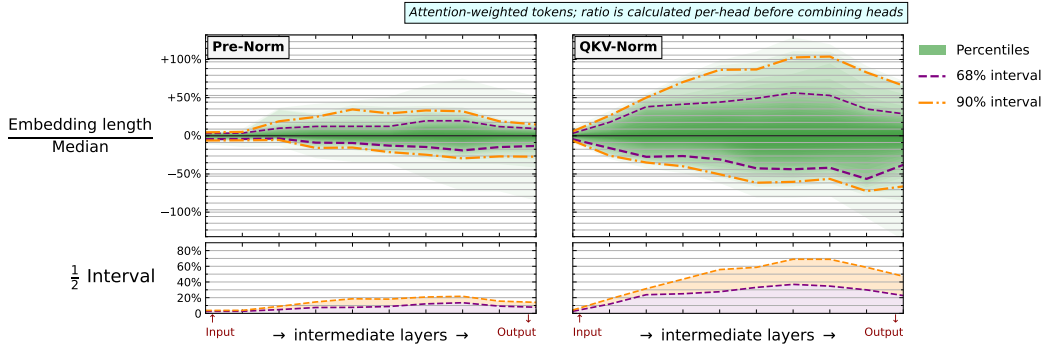 Attention-weighted tokens; ratio is calculated per-head before combining heads
Pre-Norm
QKV-Norm
Percentiles
68% interval
90% interval
Embedding length
Median
+100%
+50%
0%
−50%
−100%
1/2 Interval
80%
60%
40%
20%
0
↑ Input
→ intermediate layers →
↓ Output
↑ Input
→ intermediate layers →
↓ Output